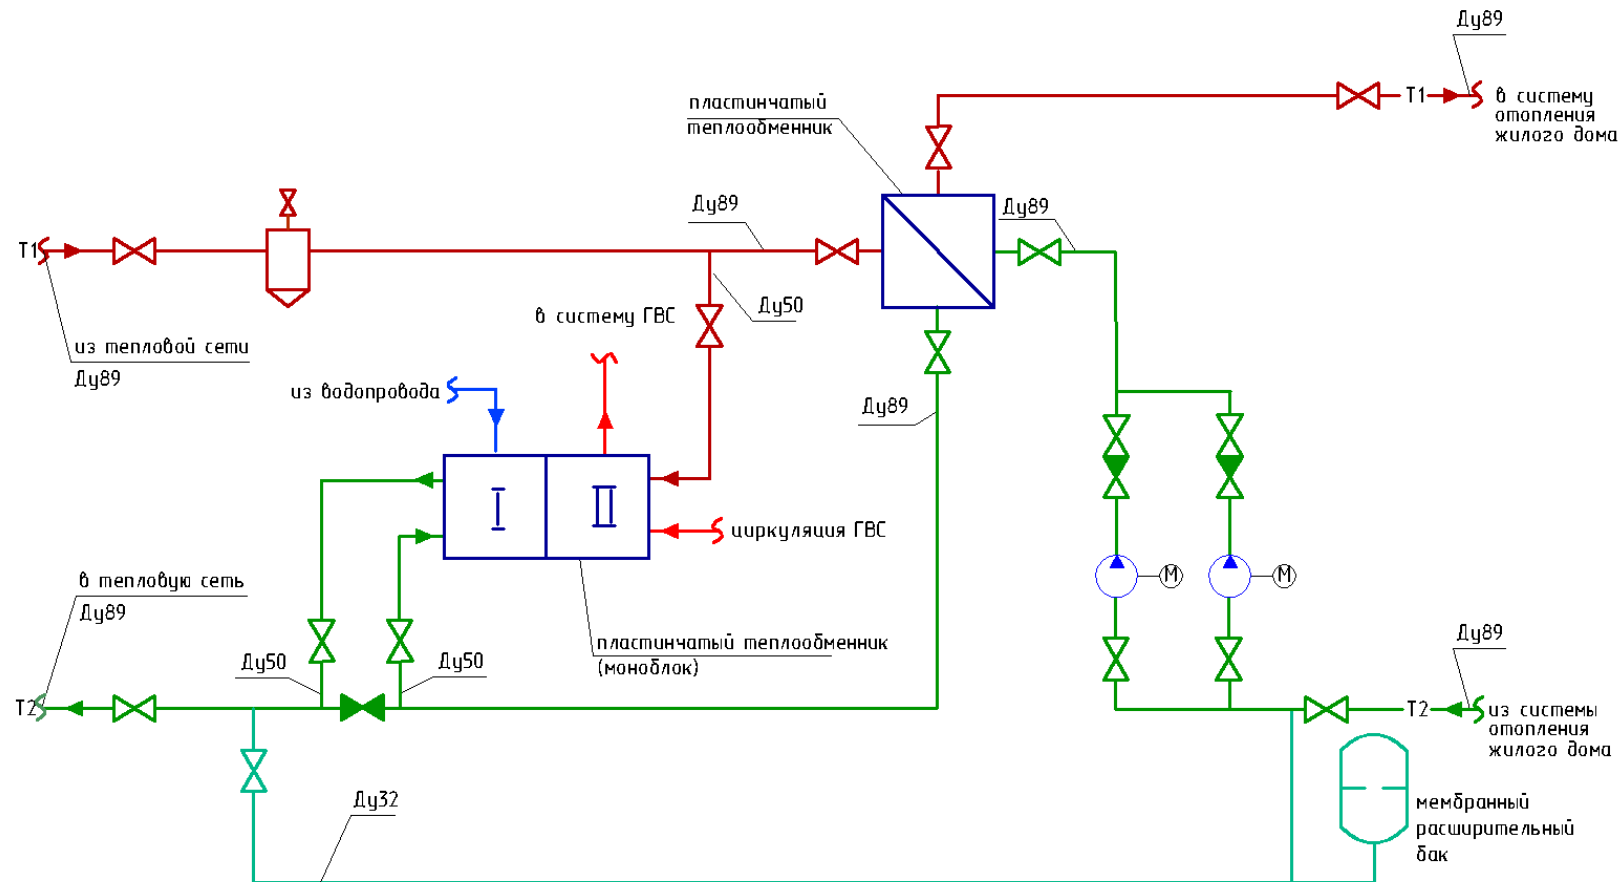 Ду89
Т1
в систему
отопления
жилого дома
пластинчатый
теплообменник
Ду89
Ду89
Т1
Ду50
в систему ГВС
из тепловой сети
Ду89
из водопровода
Ду89
I
II
циркуляция ГВС
в тепловую сеть
Ду89
M
M
пластинчатый теплообменник
(моноблок)
Ду50
Ду50
Ду89
Т2
Т2
из системы
отопления
жилого дома
Ду32
мембранный
расширительный
бак